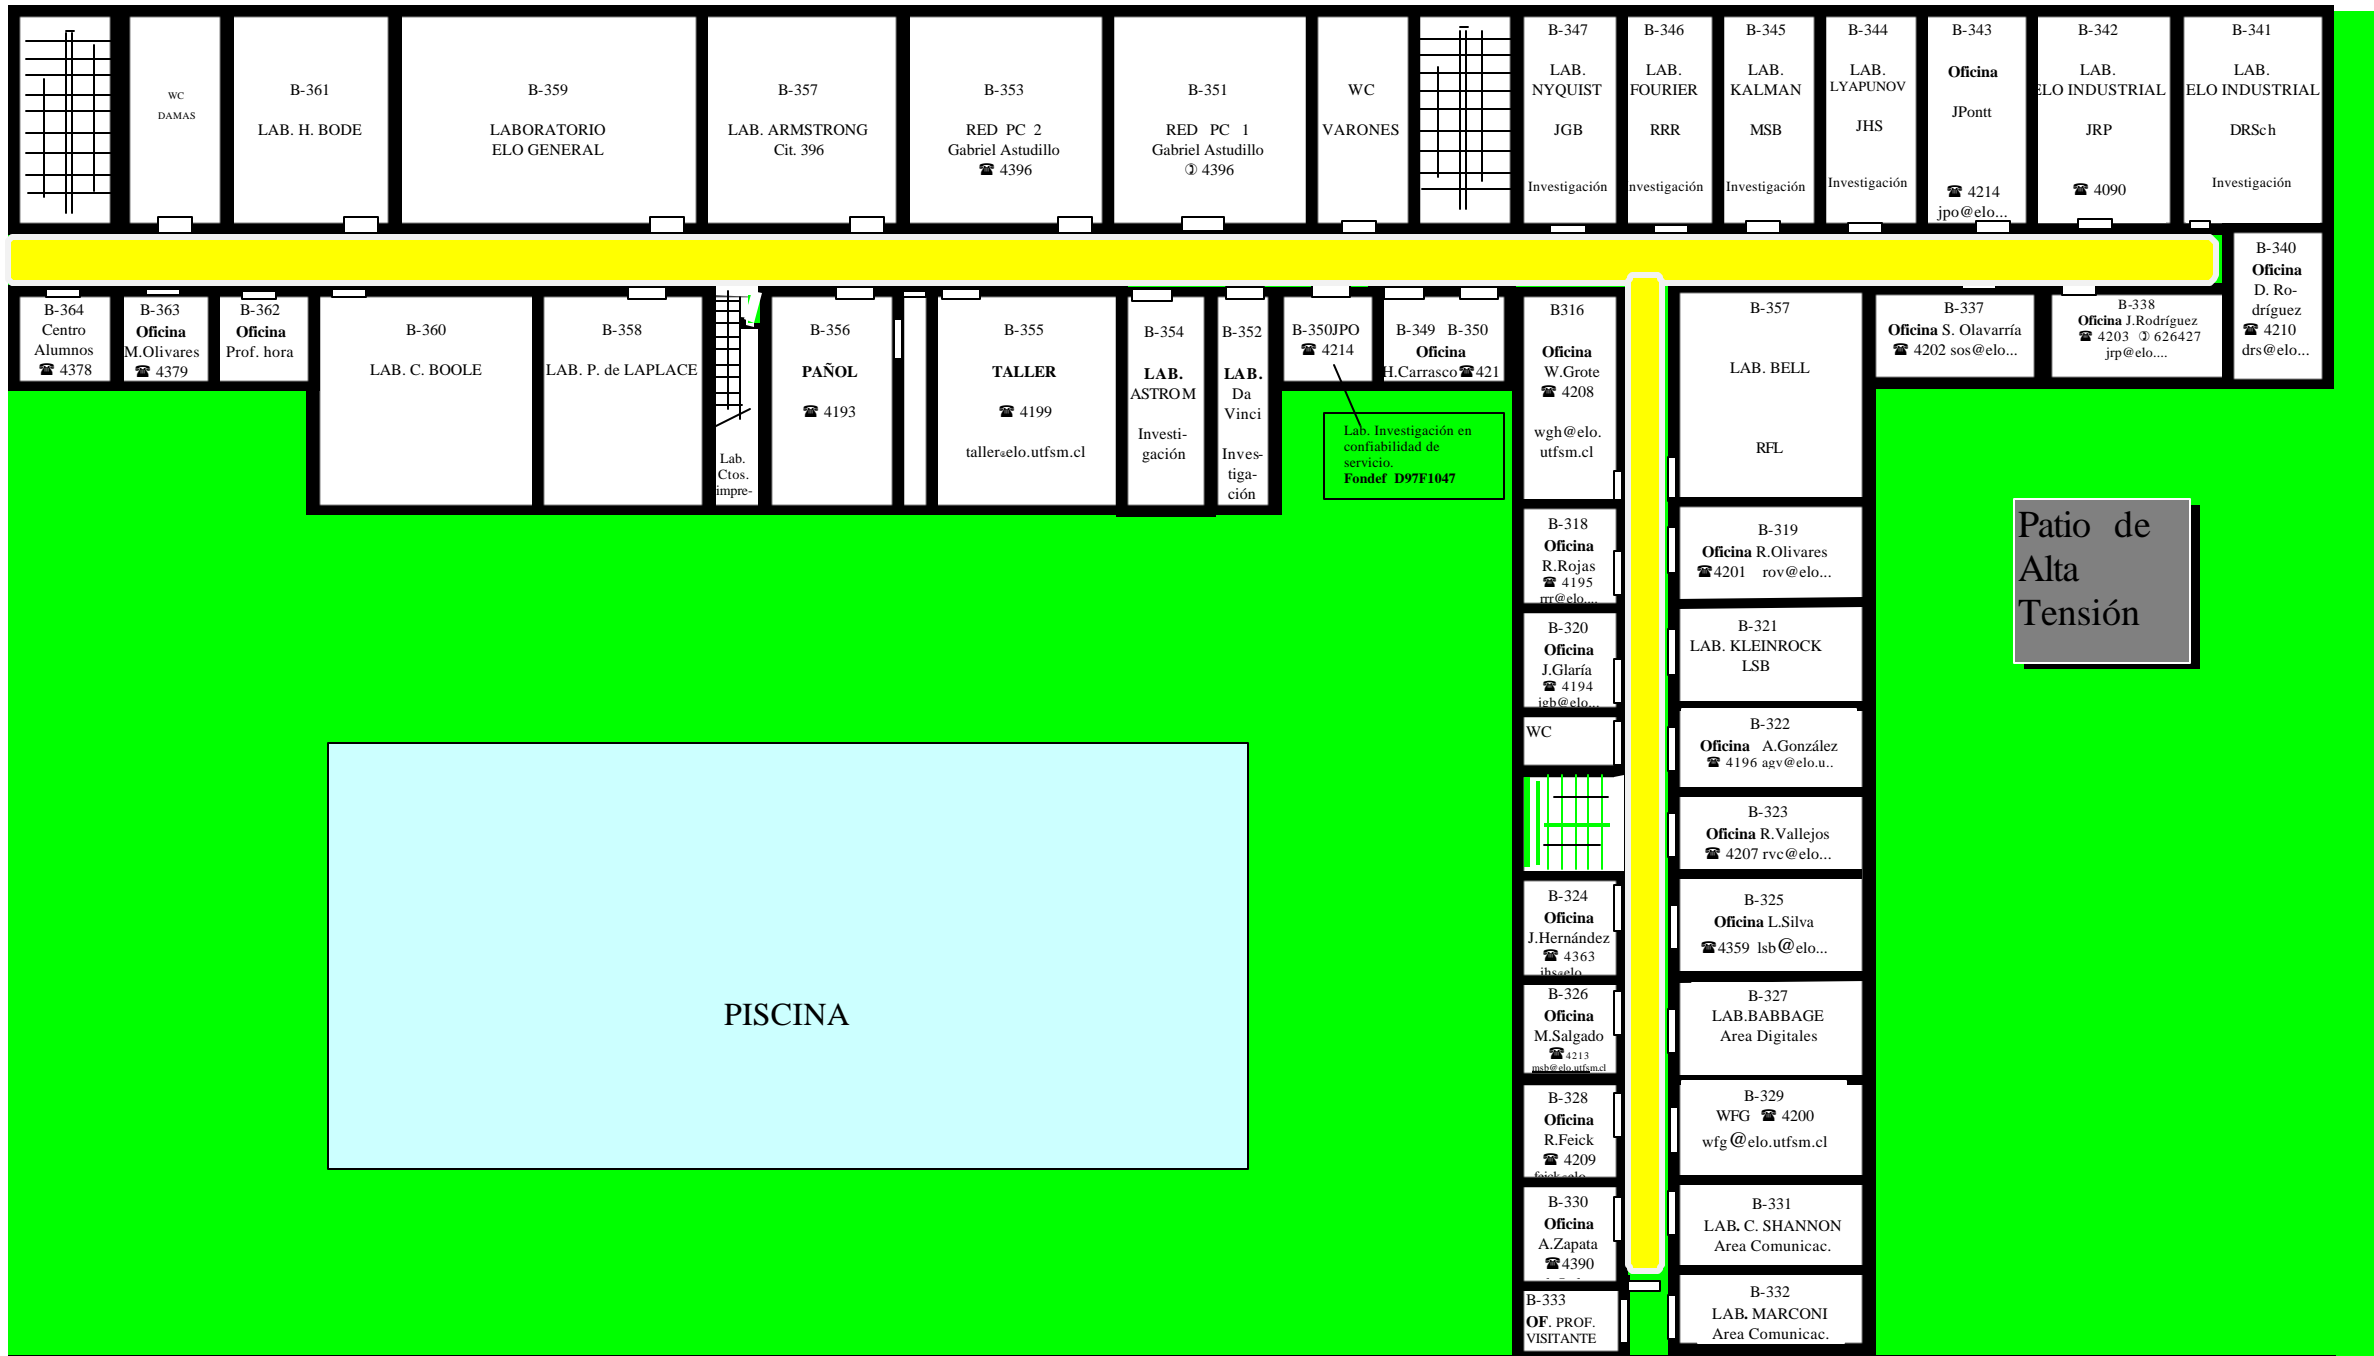 WC
DAMAS
B-361
LAB. H. BODE
B-359
LABORATORIO
ELO GENERAL
B-357
LAB. ARMSTRONG
Cit. 396
B-353
RED PC 2
Gabriel Astudillo
☎ 4396
B-351
RED PC 1
Gabriel Astudillo
✆ 4396
WC
VARONES
B-347
LAB.
NYQUIST
JGB
Investigación
B-346
LAB.
FOURIER
RRR
nvestigación
B-345
LAB.
KALMAN
MSB
Investigación
B-344
LAB.
LYAPUNOV
JHS
Investigación
B-343
Oficina
JPontt
☎ 4214
jpo@elo...
B-342
LAB.
ELO INDUSTRIAL
JRP
☎ 4090
B-341
LAB.
ELO INDUSTRIAL
DRSch
Investigación
B-340
Oficina
D. Ro-
dríguez
☎ 4210
drs@elo...
B-364
Centro
Alumnos
☎ 4378
B-363
Oficina
M.Olivares
☎ 4379
B-362
Oficina
Prof. hora
B-360
LAB. C. BOOLE
B-358
LAB. P. de LAPLACE
Lab.
Ctos.
impre-
B-356
PAÑOL
☎ 4193
B-355
TALLER
☎ 4199
taller@elo.utfsm.cl
B-354
LAB.
ASTROM
Investi-
gación
B-352
LAB.
Da
Vinci
Inves-
tiga-
ción
B-350JPO
☎ 4214
B-349 B-350
Oficina
H.Carrasco☎421
Lab. Investigación en
confiabilidad de
servicio.
Fondef D97F1047
B316
Oficina
W.Grote
☎ 4208
wgh@elo.
utfsm.cl
B-357
LAB. BELL
RFL
B-337
Oficina S. Olavarría
☎ 4202 sos@elo...
B-338
Oficina J.Rodríguez
☎ 4203 ✆ 626427
jrp@elo....
B-318
Oficina
R.Rojas
☎ 4195
rrr@elo....
B-319
Oficina R.Olivares
☎4201 rov@elo...
Patio de
Alta
Tensión
B-320
Oficina
J.Glaría
☎ 4194
jgb@elo...
B-321
LAB. KLEINROCK
LSB
WC
B-322
Oficina A.González
☎ 4196 agv@elo.u..
B-323
Oficina R.Vallejos
☎ 4207 rvc@elo...
B-324
Oficina
J.Hernández
☎ 4363
jhs@elo
B-325
Oficina L.Silva
☎4359 lsb@elo...
B-326
Oficina
M.Salgado
☎ 4213
msb@elo.utfsm.cl
B-327
LAB.BABBAGE
Area Digitales
PISCINA
B-328
Oficina
R.Feick
☎ 4209
feick@elo
B-329
WFG ☎ 4200
wfg@elo.utfsm.cl
B-330
Oficina
A.Zapata
☎4390
B-331
LAB. C. SHANNON
Area Comunicac.
B-333
OF. PROF.
VISITANTE
B-332
LAB. MARCONI
Area Comunicac.